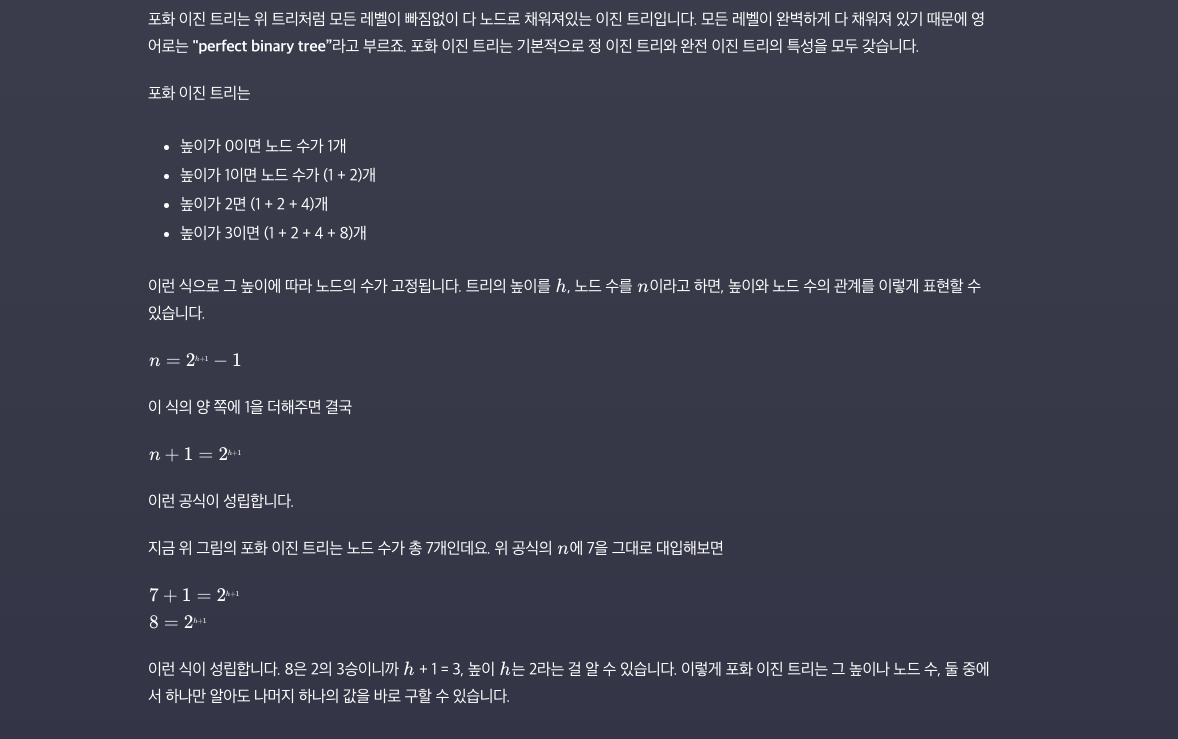 포화 이진 트리는 위 트리처럼 모든 레벨이 빠짐없이 다 노드로 채워져있는 이진 트리입니다. 모든 레벨이 완벽하게 다 채워져 있기 때문에 영
어로는 "perfect binary tree”라고 부르죠. 포화 이진 트리는 기본적으로 정 이진 트리와 완전 이진 트리의 특성을 모두 갖습니다.
포화 이진 트리는
• 높이가 0이면 노드 수가 1개
• 높이가 1이면 노드 수가 (1 + 2)개
• 높이가 2면 (1 + 2 + 4)개
• 높이가 3이면 (1 + 2 + 4 + 8)개
이런 식으로 그 높이에 따라 노드의 수가 고정됩니다. 트리의 높이를 h, 노드 수를 n이라고 하면, 높이와 노드 수의 관계를 이렇게 표현할 수
있습니다.
n = 2^{h+1} − 1
이 식의 양 쪽에 1을 더해주면 결국
n + 1 = 2^{h+1}
이런 공식이 성립합니다.
지금 위 그림의 포화 이진 트리는 노드 수가 총 7개인데요. 위 공식의 n에 7을 그대로 대입해보면
7 + 1 = 2^{h+1}
8 = 2^{h+1}
이런 식이 성립합니다. 8은 2의 3승이니까 h + 1 = 3, 높이 h는 2라는 걸 알 수 있습니다. 이렇게 포화 이진 트리는 그 높이나 노드 수, 둘 중에
서 하나만 알아도 나머지 하나의 값을 바로 구할 수 있습니다.